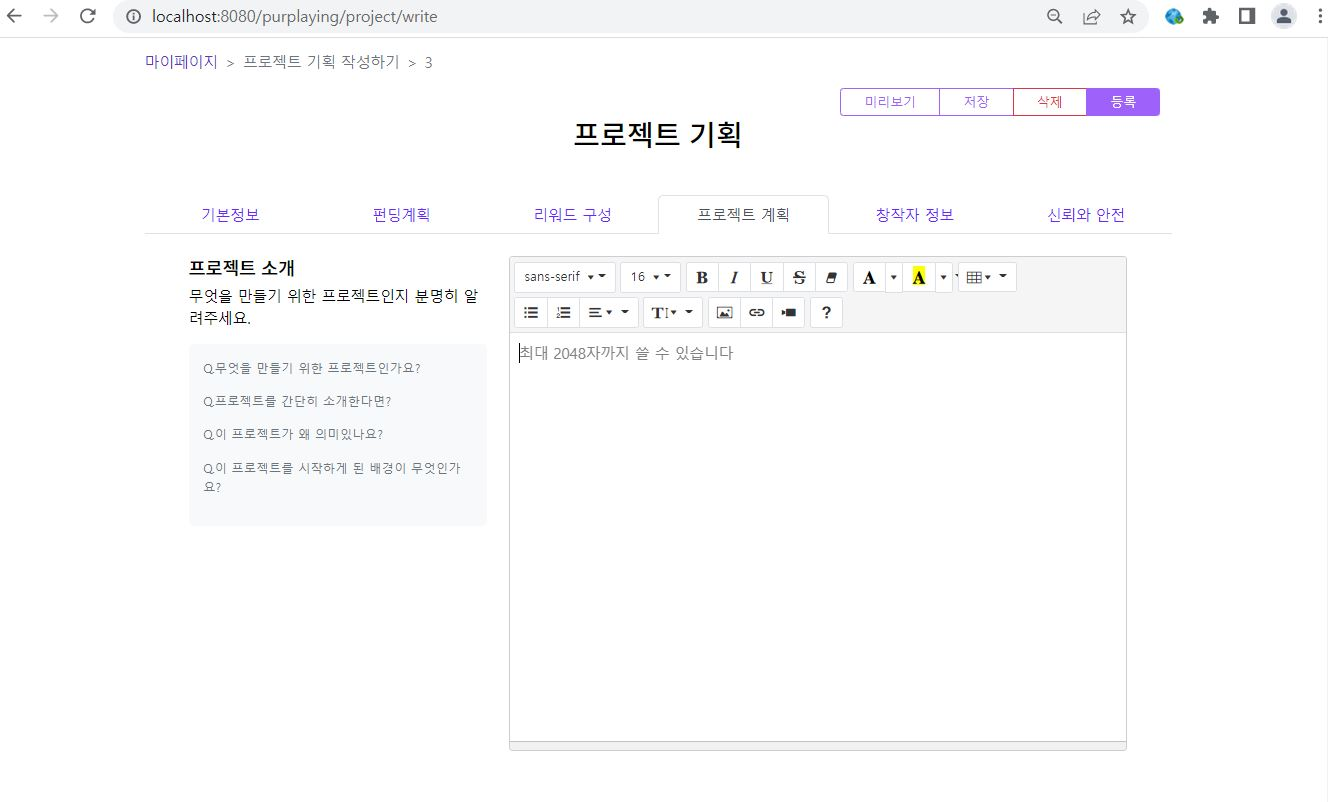 localhost:8080/purplaying/project/write
마이페이지 > 프로젝트 기획 작성하기 > 3
미리보기 저장 삭제 등록
프로젝트 기획
기본정보 펀딩계획 리워드 구성 프로젝트 계획 창작자 정보 신뢰와 안전
프로젝트 소개
무엇을 만들기 위한 프로젝트인지 분명히 알
려주세요.
Q.무엇을 만들기 위한 프로젝트인가요?
Q.프로젝트를 간단히 소개한다면?
Q.이 프로젝트가 왜 의미있나요?
Q.이 프로젝트를 시작하게 된 배경이 무엇인가
요?
sans-serif 16 B I U S A A
T ?
최대 2048자까지 쓸 수 있습니다